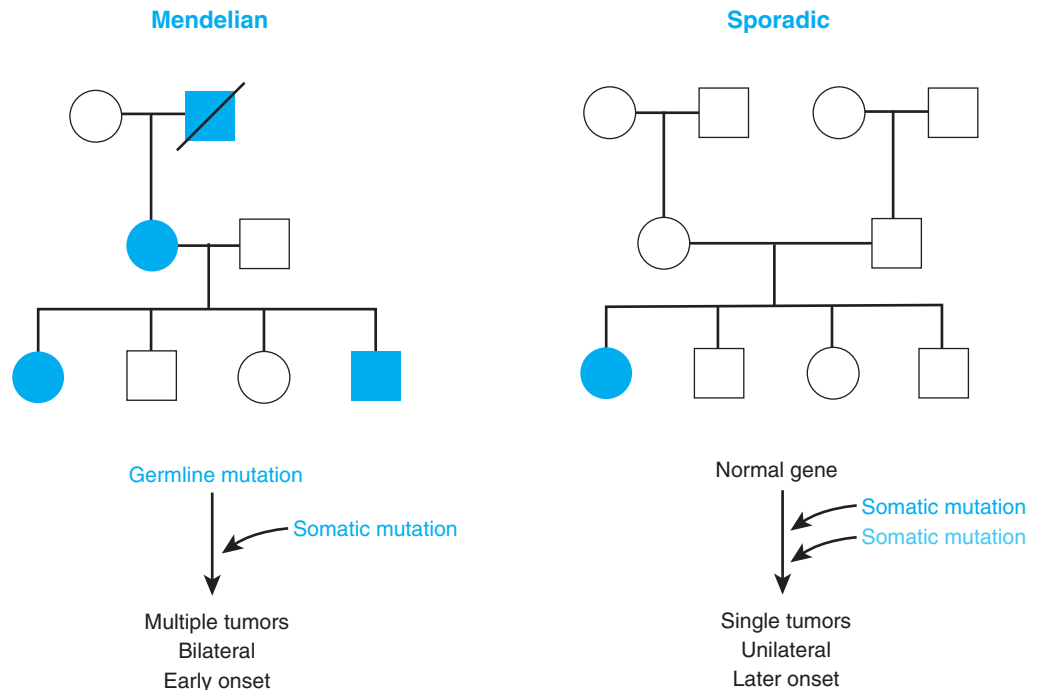 Mendelian
Sporadic
Germline mutation
Somatic mutation
Multiple tumors
Bilateral
Early onset
Normal gene
Somatic mutation
Somatic mutation
Single tumors
Unilateral
Later onset